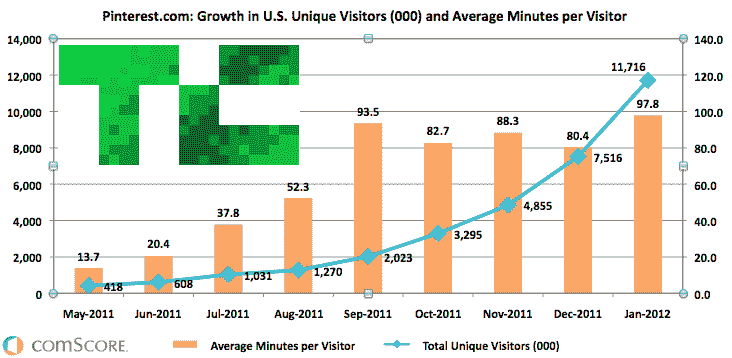 Pinterest.com: Growth in U.S. Unique Visitors (000) and Average Minutes per Visitor
14,000 140.0
12,000 120.0
10,000 100.0
8,000 80.0
6,000 60.0
4,000 40.0
2,000 20.0
0 0.0
TC
13.7 20.4 37.8 52.3 93.5 82.7 88.3 80.4 97.8
418 608 1,031 1,270 2,023 3,295 4,855 7,516 11,716
May-2011 Jun-2011 Jul-2011 Aug-2011 Sep-2011 Oct-2011 Nov-2011 Dec-2011 Jan-2012
comScore. Average Minutes per Visitor Total Unique Visitors (000)